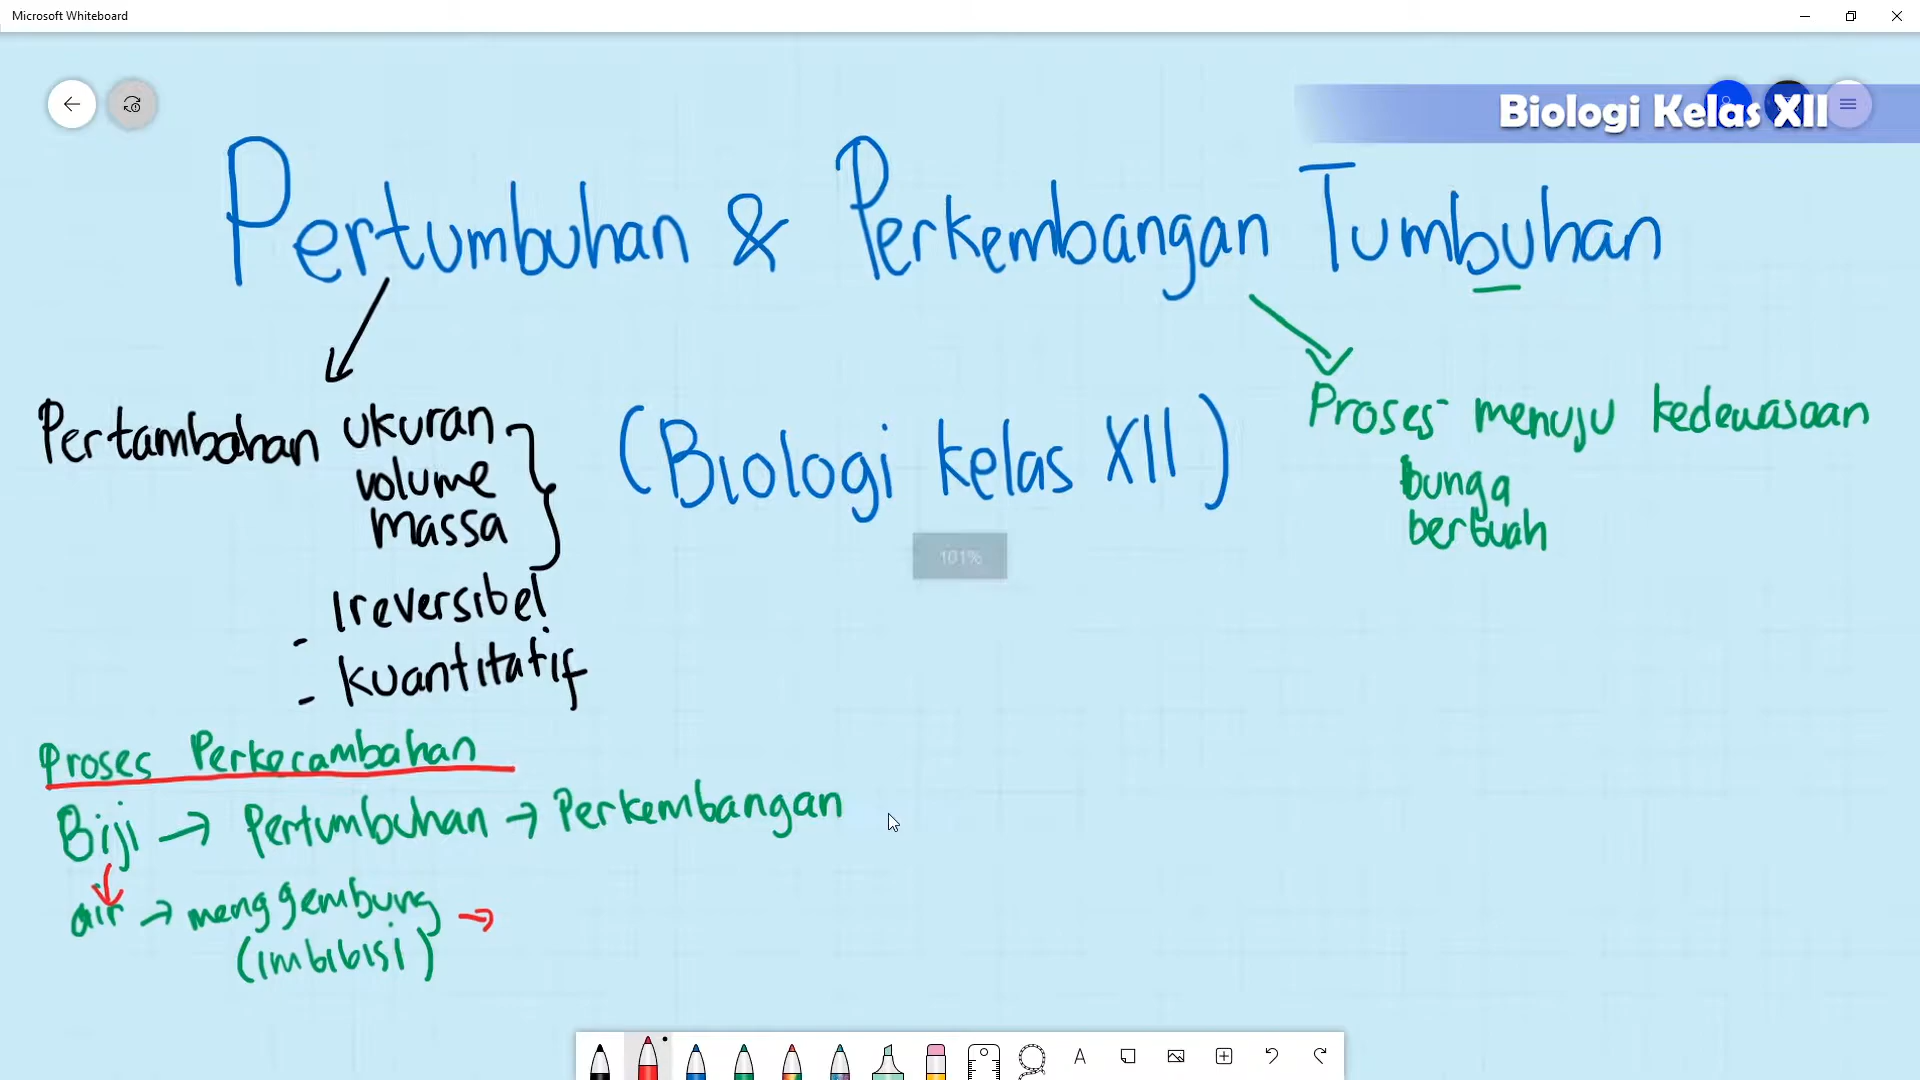 Microsoft Whiteboard
Biologi Kelas XII
Pertumbuhan & Perkembangan Tumbuhan
Pertambahan ukuran
volume
massa
- Ireversibel
- kuantitatif
(Biologi kelas XII)
Proses menuju kedewasaan
bunga
berbuah
101%
Proses Perkecambahan
Biji → Pertumbuhan → Perkembangan
air → menggembung →
(imbibisi)
A